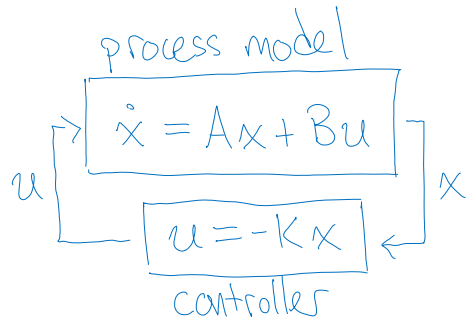 process model
ẋ = Ax + Bu
u
x
u = -Kx
controller